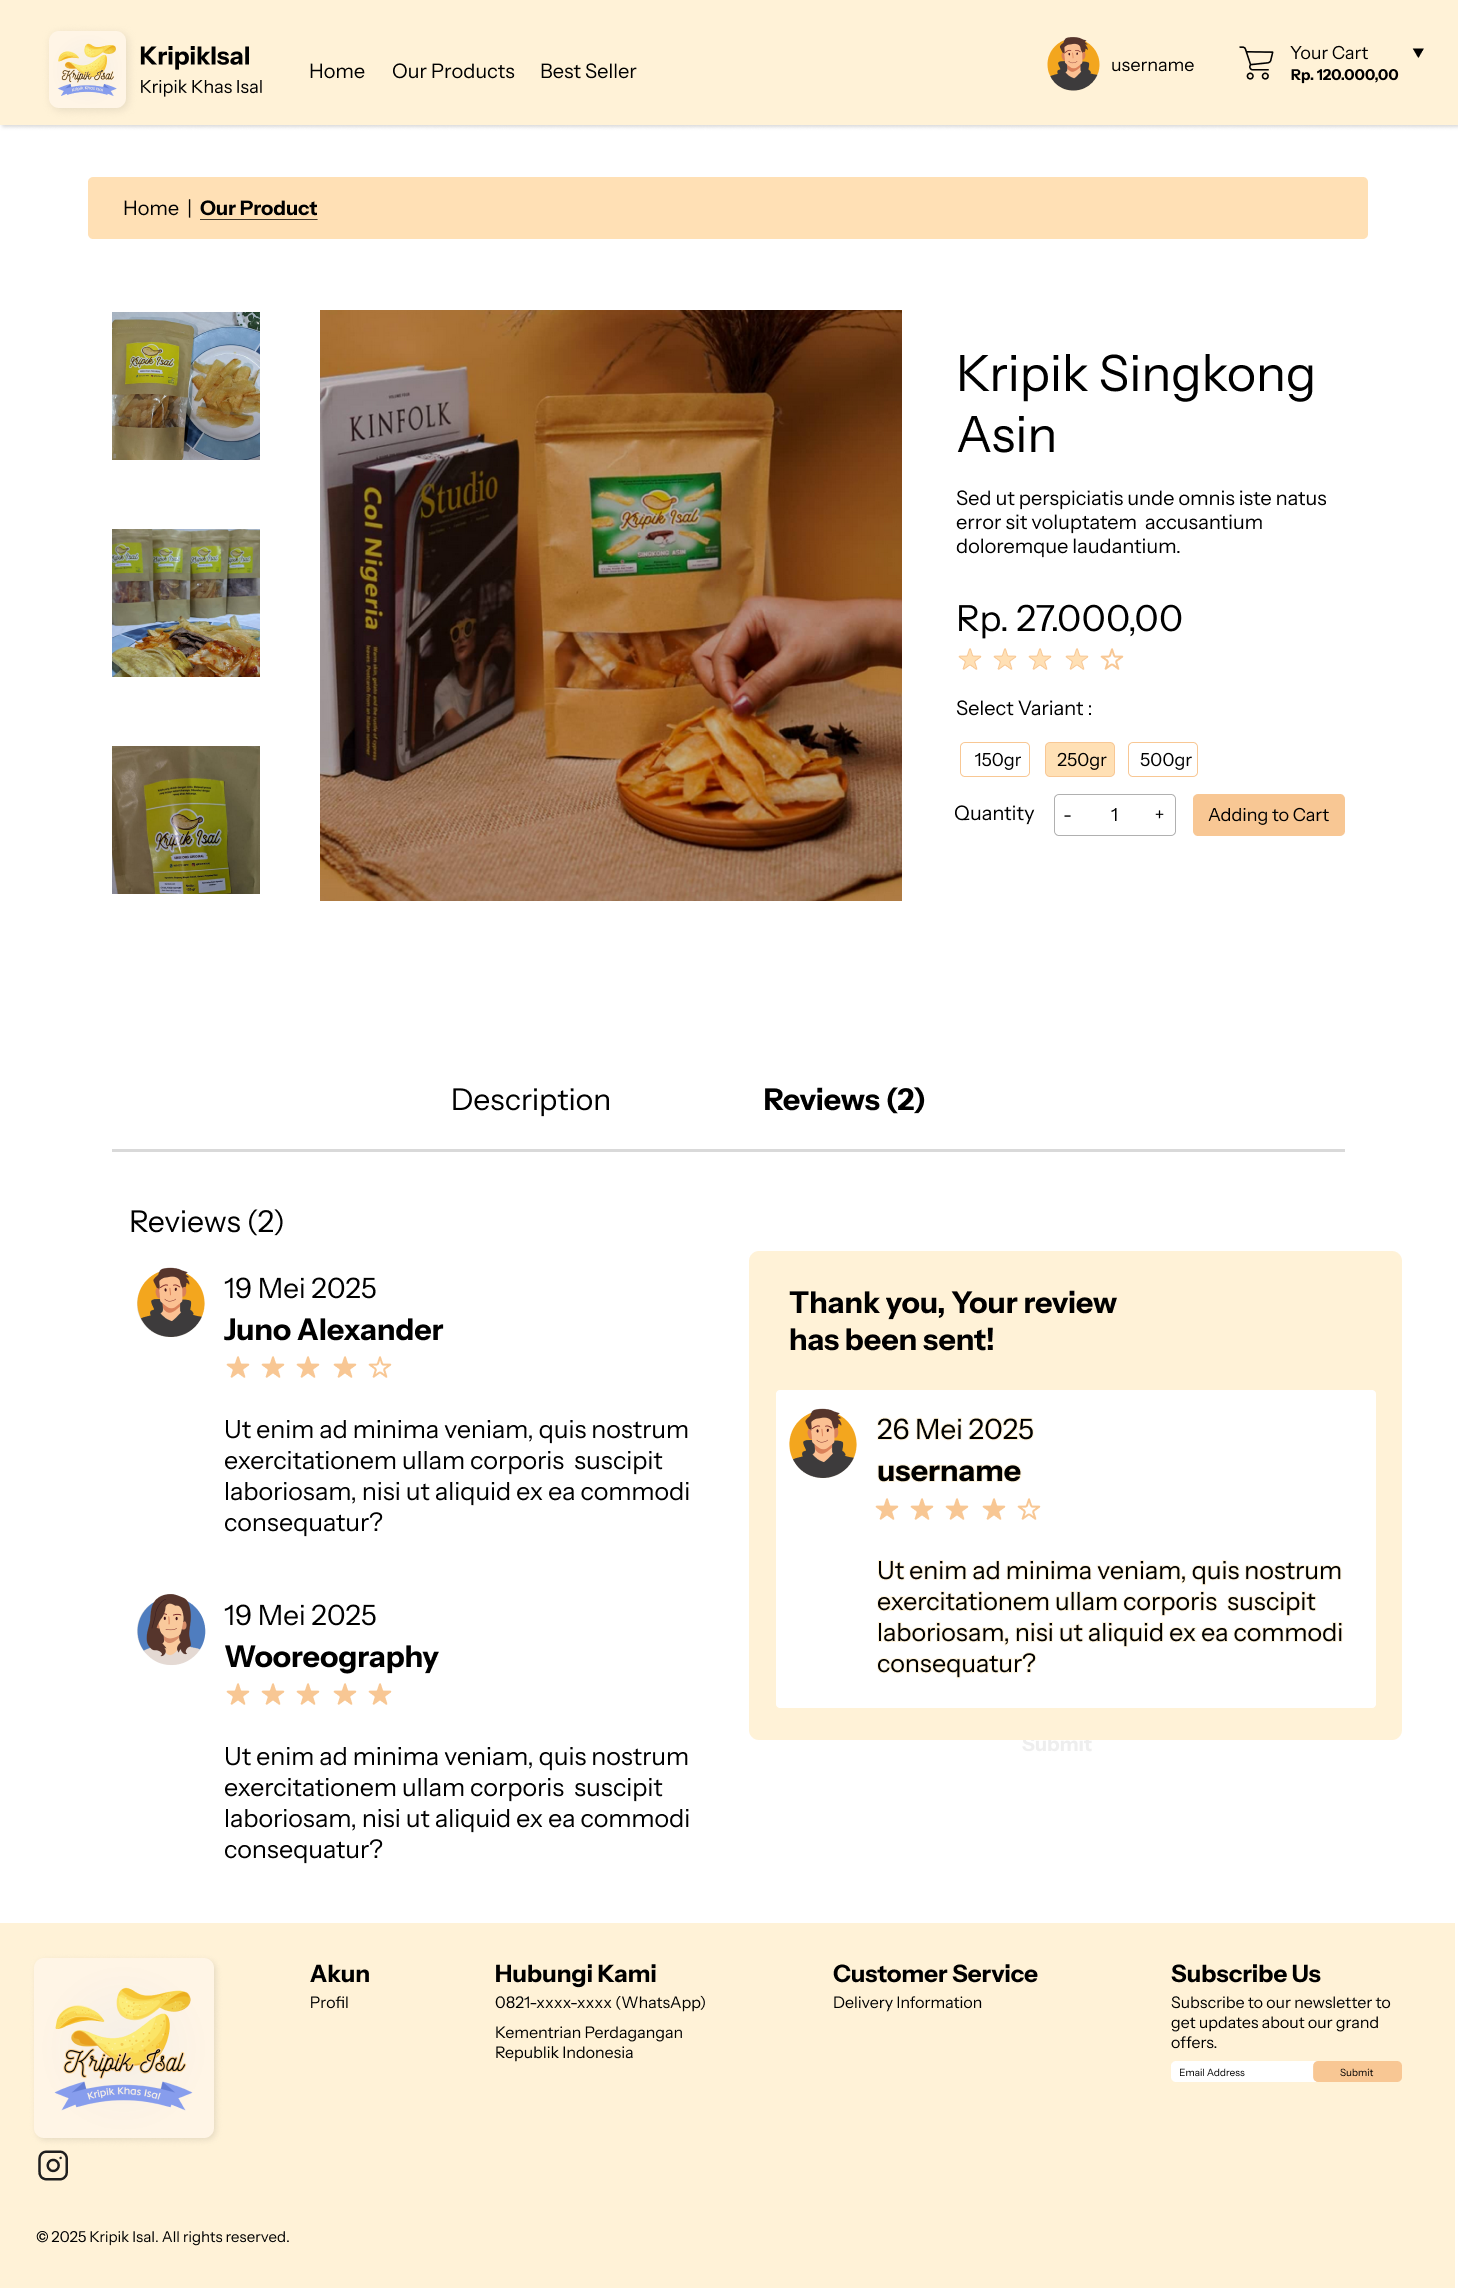 Kripik Isal
KripikIsal
Kripik Khas Isal
Home
Our Products
Best Seller
username
Your Cart
▼
Rp. 120.000,00
Home | Our Product
Kripik Isal
KINFOLK
Studio
Col Nigeria
Kripik Isal
SINGKONG ASIN
Kripik Isal
Kripik Singkong
Asin
Sed ut perspiciatis unde omnis iste natus
error sit voluptatem accusantium
doloremque laudantium.
Rp. 27.000,00
Select Variant :
150gr
250gr
500gr
Quantity
- 1 +
Adding to Cart
Description
Reviews (2)
Reviews (2)
19 Mei 2025
Juno Alexander
Ut enim ad minima veniam, quis nostrum
exercitationem ullam corporis suscipit
laboriosam, nisi ut aliquid ex ea commodi
consequatur?
19 Mei 2025
Wooreography
Ut enim ad minima veniam, quis nostrum
exercitationem ullam corporis suscipit
laboriosam, nisi ut aliquid ex ea commodi
consequatur?
Thank you, Your review
has been sent!
26 Mei 2025
username
Ut enim ad minima veniam, quis nostrum
exercitationem ullam corporis suscipit
laboriosam, nisi ut aliquid ex ea commodi
consequatur?
Submit
Kripik Isal
Kripik Khas Isal
Akun
Profil
Hubungi Kami
0821-xxxx-xxxx (WhatsApp)
Kementrian Perdagangan
Republik Indonesia
Customer Service
Delivery Information
Subscribe Us
Subscribe to our newsletter to
get updates about our grand
offers.
Email Address
Submit
© 2025 Kripik Isal. All rights reserved.